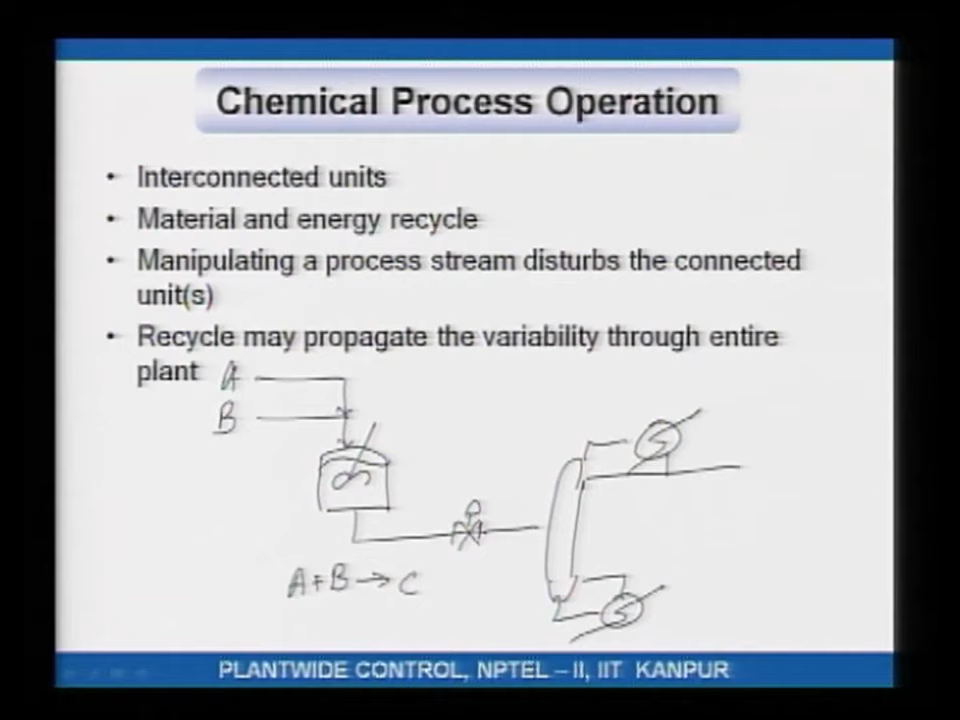 Chemical Process Operation
• Interconnected units
• Material and energy recycle
• Manipulating a process stream disturbs the connected
unit(s)
• Recycle may propagate the variability through entire
plant
A
B
A + B → C
PLANTWIDE CONTROL, NPTEL – II, IIT KANPUR